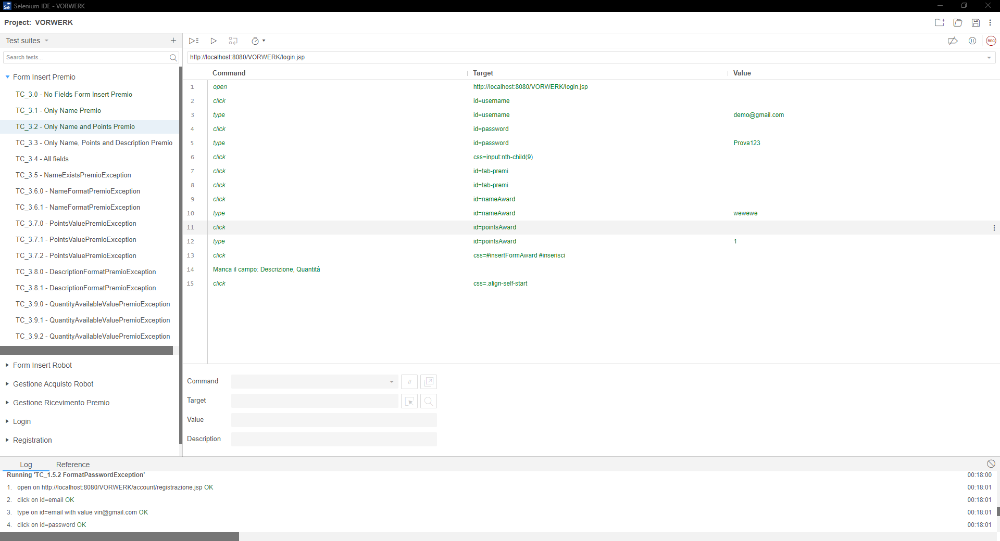 Selenium IDE - VORWERK
Project: VORWERK
Test suites
Search tests...
http://localhost:8080/VORWERK/login.jsp
REC
Command Target Value
1 open http://localhost:8080/VORWERK/login.jsp
2 click id=username
3 type id=username demo@gmail.com
4 click id=password
5 type id=password Prova123
6 click css=input:nth-child(9)
7 click id=tab-premi
8 click id=tab-premi
9 click id=nameAward
10 type id=nameAward wewewe
11 click id=pointsAward
12 type id=pointsAward 1
13 click css=#insertFormAward #inserisci
14 Manca il campo: Descrizione, Quantità
15 click css=.align-self-start
Form Insert Premio
TC_3.0 - No Fields Form Insert Premio
TC_3.1 - Only Name Premio
TC_3.2 - Only Name and Points Premio
TC_3.3 - Only Name, Points and Description Premio
TC_3.4 - All fields
TC_3.5 - NameExistsPremioException
TC_3.6.0 - NameFormatPremioException
TC_3.6.1 - NameFormatPremioException
TC_3.7.0 - PointsValuePremioException
TC_3.7.1 - PointsValuePremioException
TC_3.7.2 - PointsValuePremioException
TC_3.8.0 - DescriptionFormatPremioException
TC_3.8.1 - DescriptionFormatPremioException
TC_3.9.0 - QuantityAvailableValuePremioException
TC_3.9.1 - QuantityAvailableValuePremioException
TC_3.9.2 - QuantityAvailableValuePremioException
Form Insert Robot
Gestione Acquisto Robot
Gestione Ricevimento Premio
Login
Registration
Command //
Target
Value
Description
Log Reference
Running 'TC_1.5.2 FormatPasswordException' 00:18:00
1. open on http://localhost:8080/VORWERK/account/registrazione.jsp OK 00:18:01
2. click on id=email OK 00:18:01
3. type on id=email with value vin@gmail.com OK 00:18:01
4. click on id=password OK 00:18:01